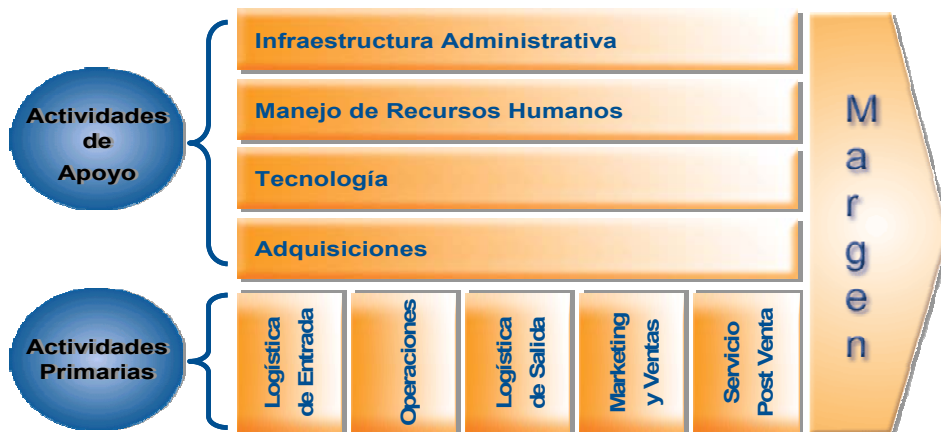 Actividades
de
Apoyo
Infraestructura Administrativa
Manejo de Recursos Humanos
Tecnología
Adquisiciones
Actividades
Primarias
Logística
de Entrada
Operaciones
Logística
de Salida
Marketing
y Ventas
Servicio
Post Venta
Margen